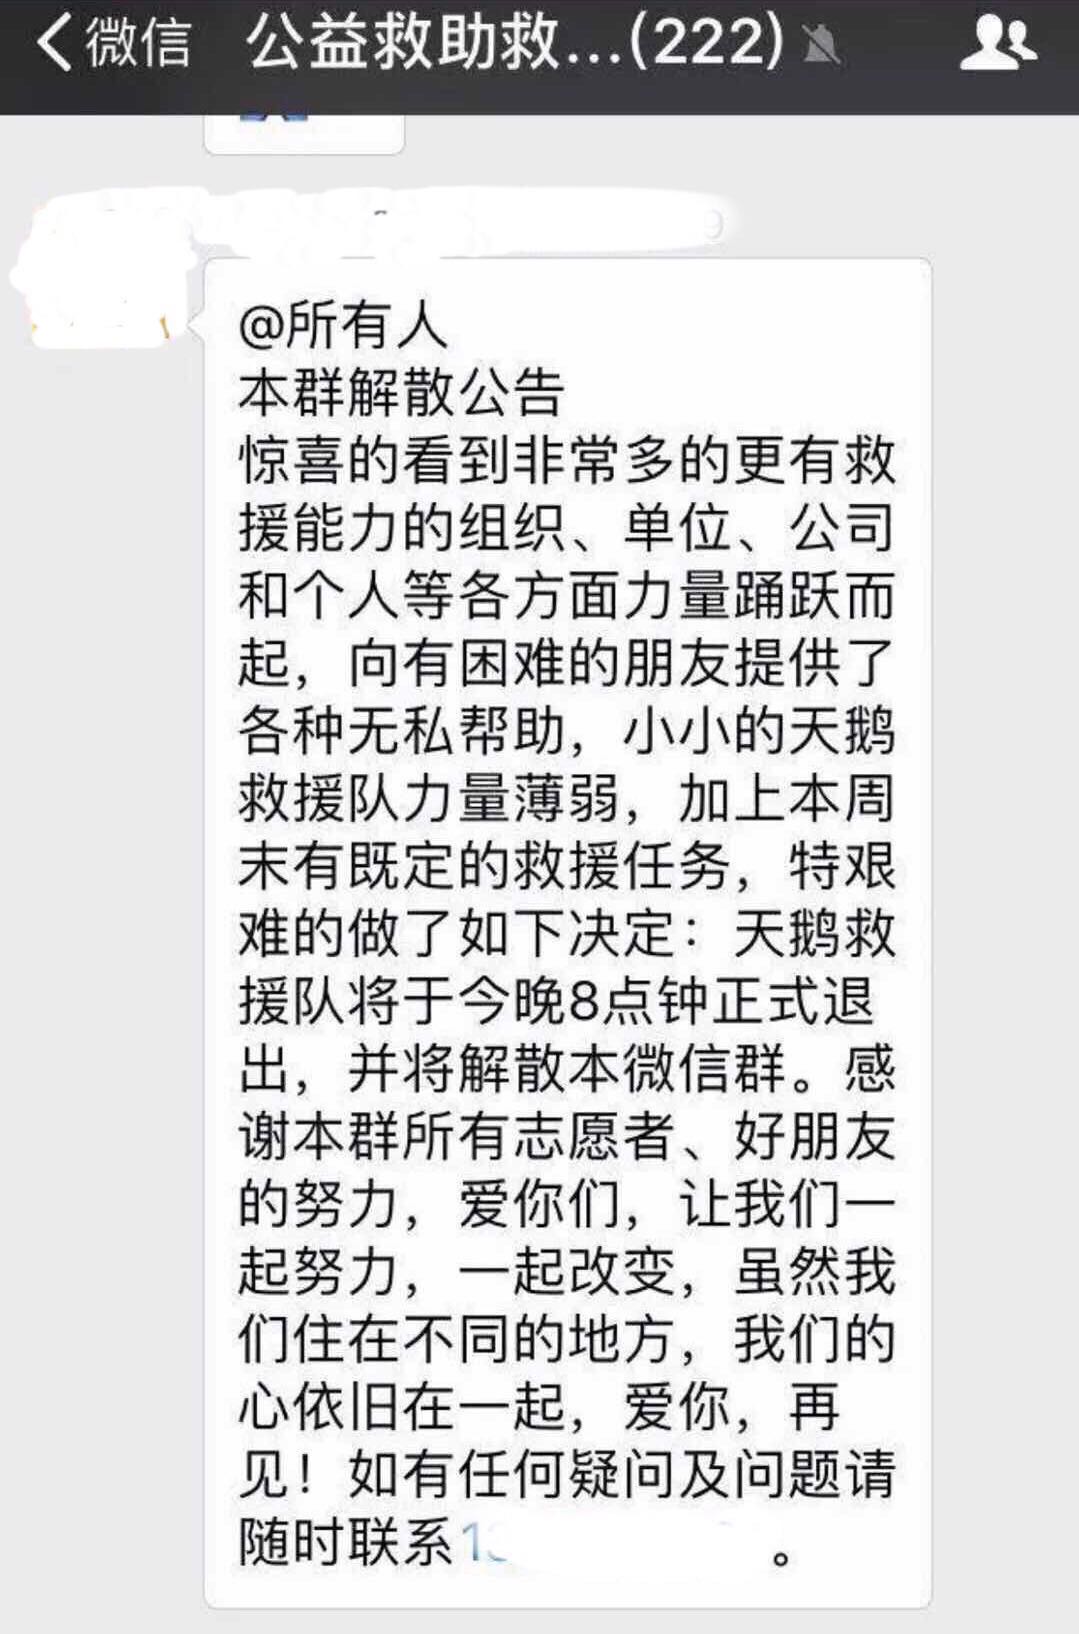 微信 公益救助救...(222)
@所有人
本群解散公告
惊喜的看到非常多的更有救
援能力的组织、单位、公司
和个人等各方面力量踊跃而
起，向有困难的朋友提供了
各种无私帮助，小小的天鹅
救援队力量薄弱，加上本周
末有既定的救援任务，特艰
难的做了如下决定：天鹅救
援队将于今晚8点钟正式退
出，并将解散本微信群。感
谢本群所有志愿者、好朋友
的努力，爱你们，让我们一
起努力，一起改变，虽然我
们住在不同的地方，我们的
心依旧在一起，爱你，再
见！如有任何疑问及问题请
随时联系1 。